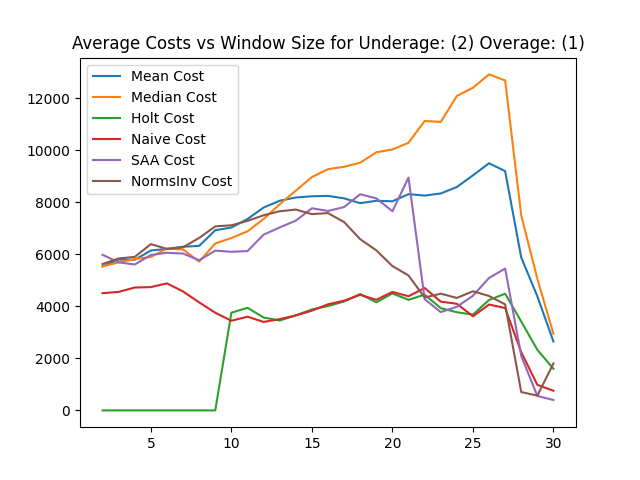 Average Costs vs Window Size for Underage: (2) Overage: (1)
Mean Cost
Median Cost
Holt Cost
Naive Cost
SAA Cost
NormsInv Cost
12000
10000
8000
6000
4000
2000
0
5 10 15 20 25 30